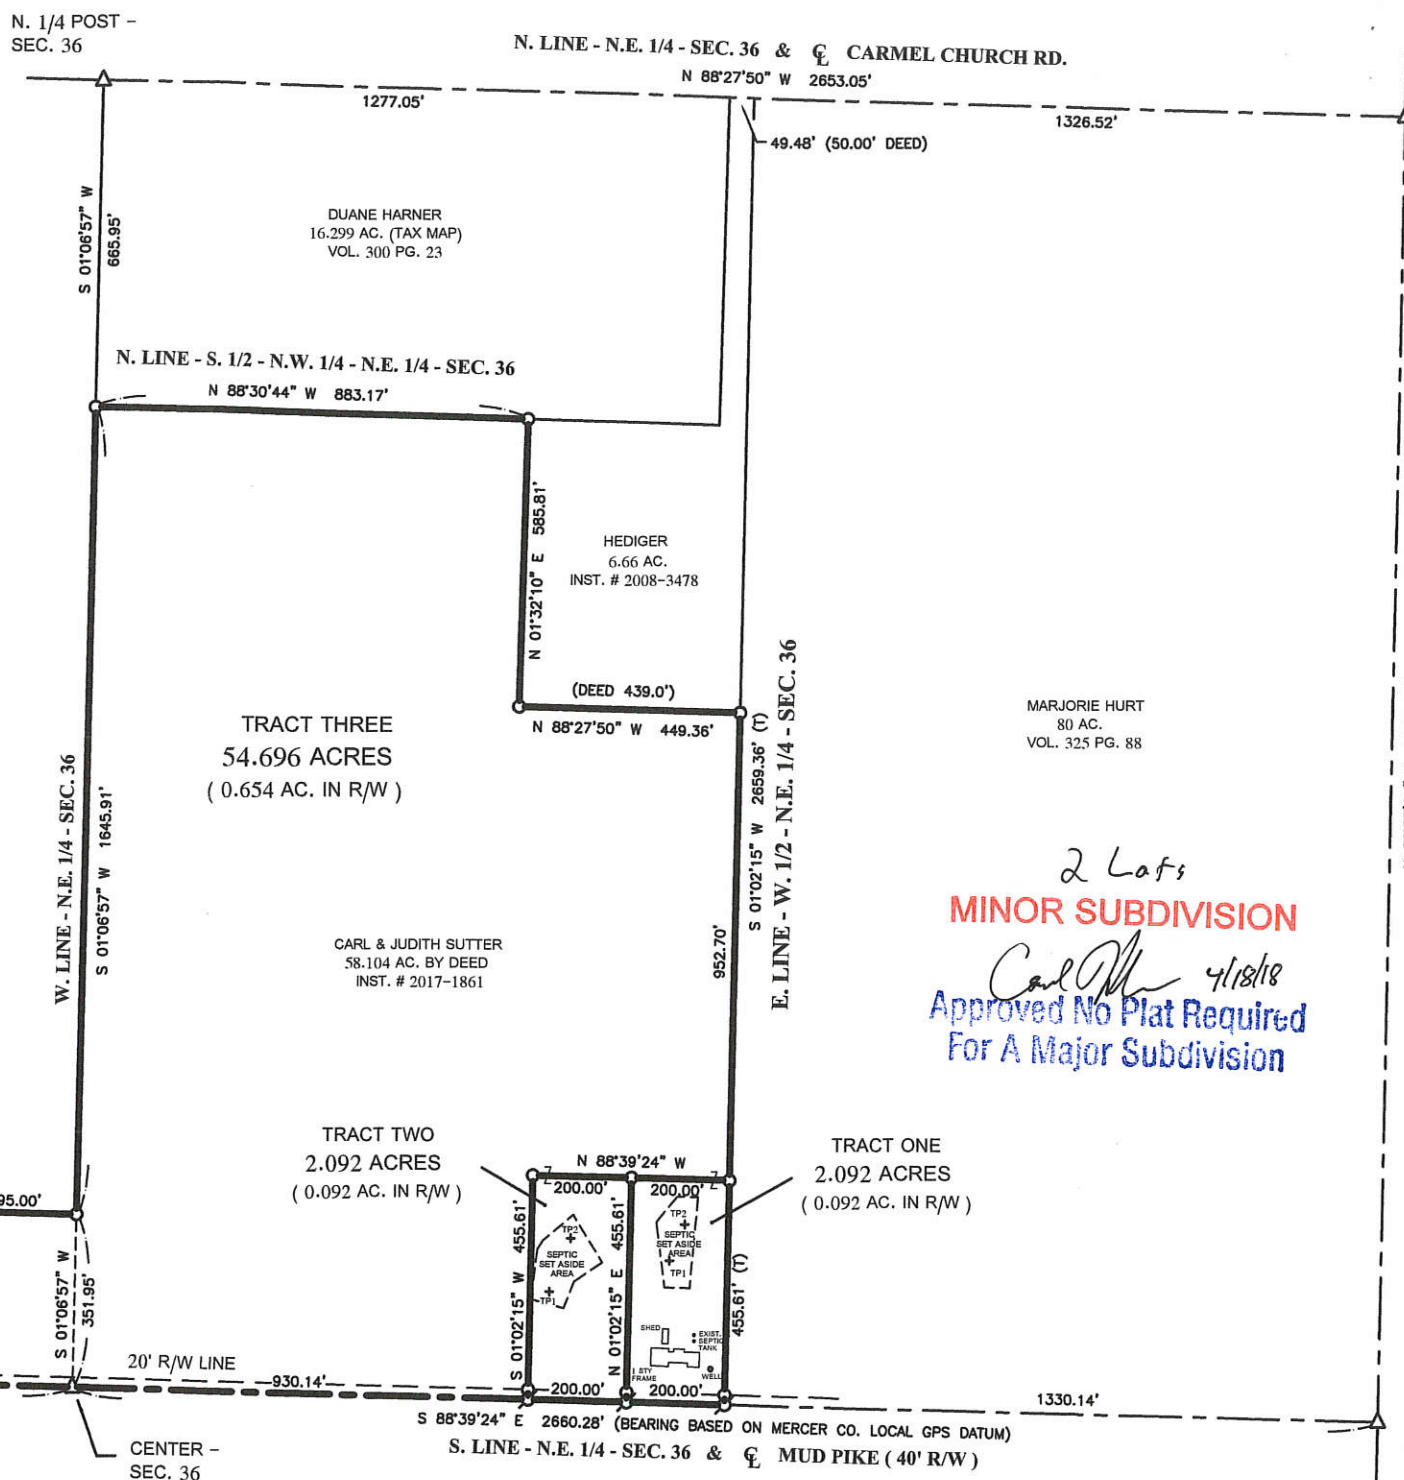 N. 1/4 POST -
SEC. 36
N. LINE - N.E. 1/4 - SEC. 36 & ℄ CARMEL CHURCH RD.
N 88°27'50" W 2653.05'
1277.05'
1326.52'
49.48' (50.00' DEED)
S 01°06'57" W
665.95'
DUANE HARNER
16.299 AC. (TAX MAP)
VOL. 300 PG. 23
N. LINE - S. 1/2 - N.W. 1/4 - N.E. 1/4 - SEC. 36
N 88°30'44" W 883.17'
N 01°32'10" E 585.81'
HEDIGER
6.66 AC.
INST. # 2008-3478
(DEED 439.0')
N 88°27'50" W 449.36'
TRACT THREE
54.696 ACRES
( 0.654 AC. IN R/W )
W. LINE - N.E. 1/4 - SEC. 36
S 01°06'57" W 1645.91'
CARL & JUDITH SUTTER
58.104 AC. BY DEED
INST. # 2017-1861
952.70'
S 01°02'15" W 2659.36' (T)
E. LINE - W. 1/2 - N.E. 1/4 - SEC. 36
MARJORIE HURT
80 AC.
VOL. 325 PG. 88
2 Lots
MINOR SUBDIVISION
4/18/18
Approved No Plat Required
For A Major Subdivision
TRACT TWO
2.092 ACRES
( 0.092 AC. IN R/W )
TRACT ONE
2.092 ACRES
( 0.092 AC. IN R/W )
N 88°39'24" W
200.00'
200.00'
95.00'
S 01°06'57" W
351.95'
S 01°02'15" W 455.61'
N 01°02'15" E 455.61'
455.61' (T)
TP2
SEPTIC
SET ASIDE
AREA
TP1
TP2
SEPTIC
SET ASIDE
AREA
TP1
SHED
EXIST.
SEPTIC
TANK
1 STY
FRAME
WELL
20' R/W LINE
930.14'
200.00'
200.00'
1330.14'
S 88°39'24" E 2660.28' (BEARING BASED ON MERCER CO. LOCAL GPS DATUM)
S. LINE - N.E. 1/4 - SEC. 36 & ℄ MUD PIKE ( 40' R/W )
CENTER -
SEC. 36